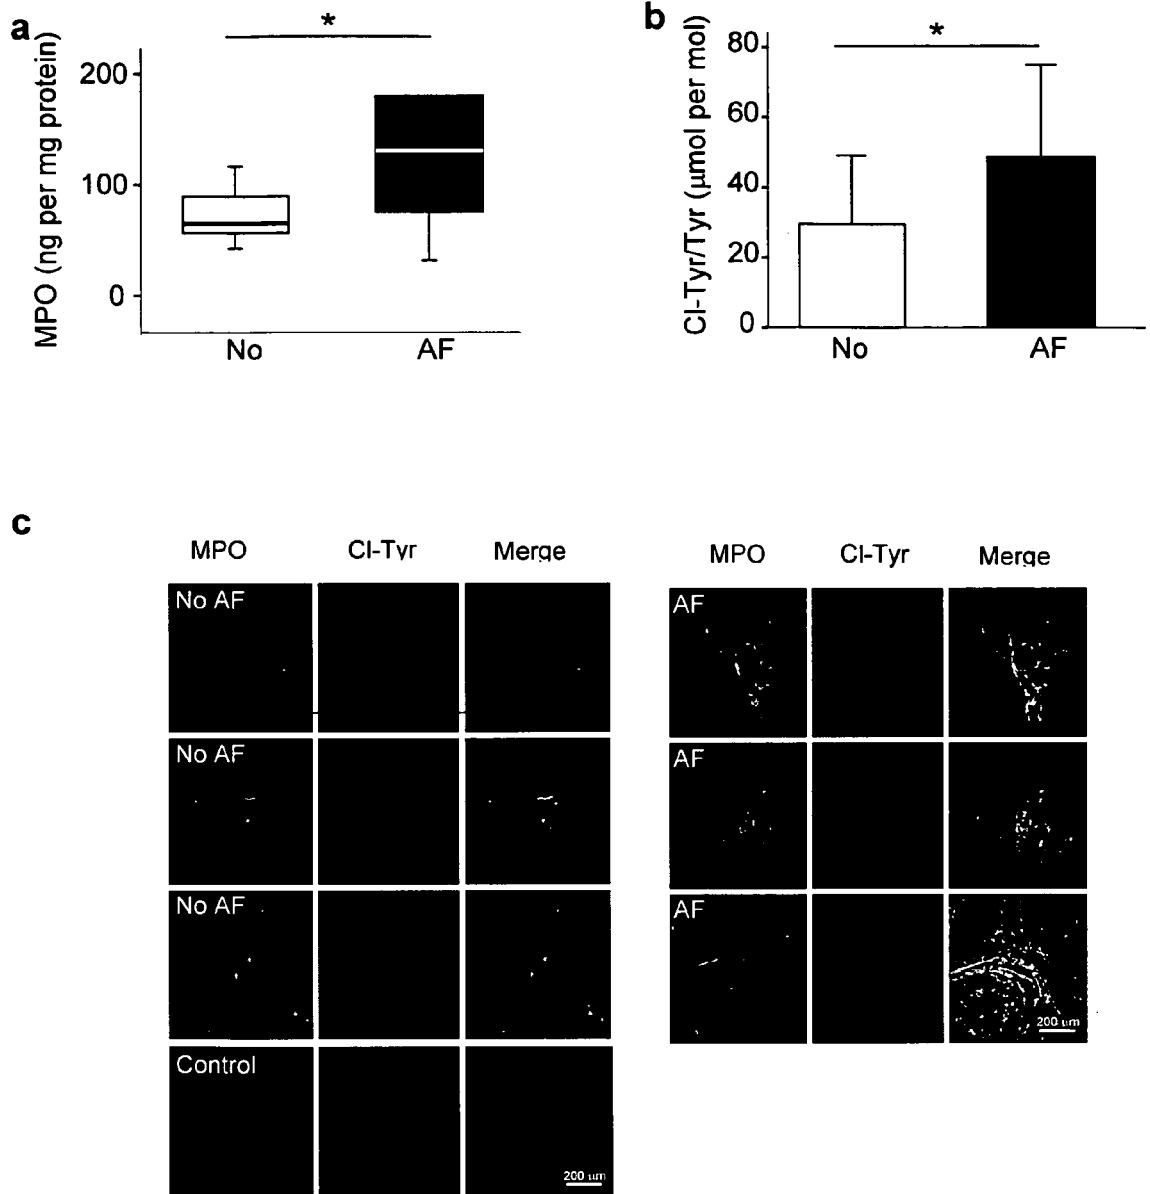 a
MPO (ng per mg protein)
200
100
0
*
No
AF
b
Cl-Tyr/Tyr (μmol per mol)
80
60
40
20
0
*
No
AF
c
MPO Cl-Tyr Merge
No AF
No AF
No AF
Control
200 μm
MPO Cl-Tyr Merge
AF
AF
AF
200 μm